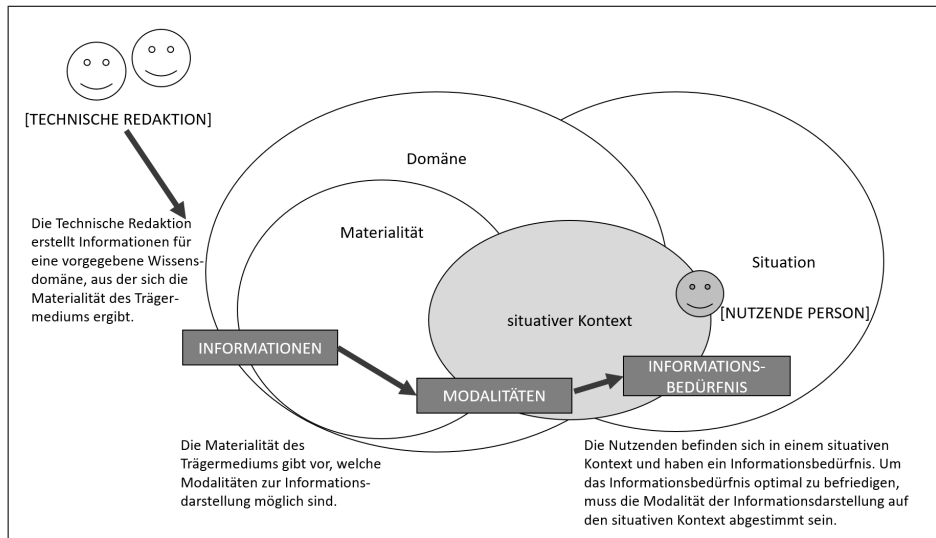 [TECHNISCHE REDAKTION]
Die Technische Redaktion
erstellt Informationen für
eine vorgegebene Wissens-
domäne, aus der sich die
Materialität des Träger-
mediums ergibt.
Domäne
Materialität
Situation
situativer Kontext
[NUTZENDE PERSON]
INFORMATIONEN
MODALITÄTEN
INFORMATIONS-
BEDÜRFNIS
Die Materialität des
Trägermediums gibt vor, welche
Modalitäten zur Informations-
darstellung möglich sind.
Die Nutzenden befinden sich in einem situativen
Kontext und haben ein Informationsbedürfnis. Um
das Informationsbedürfnis optimal zu befriedigen,
muss die Modalität der Informationsdarstellung auf
den situativen Kontext abgestimmt sein.